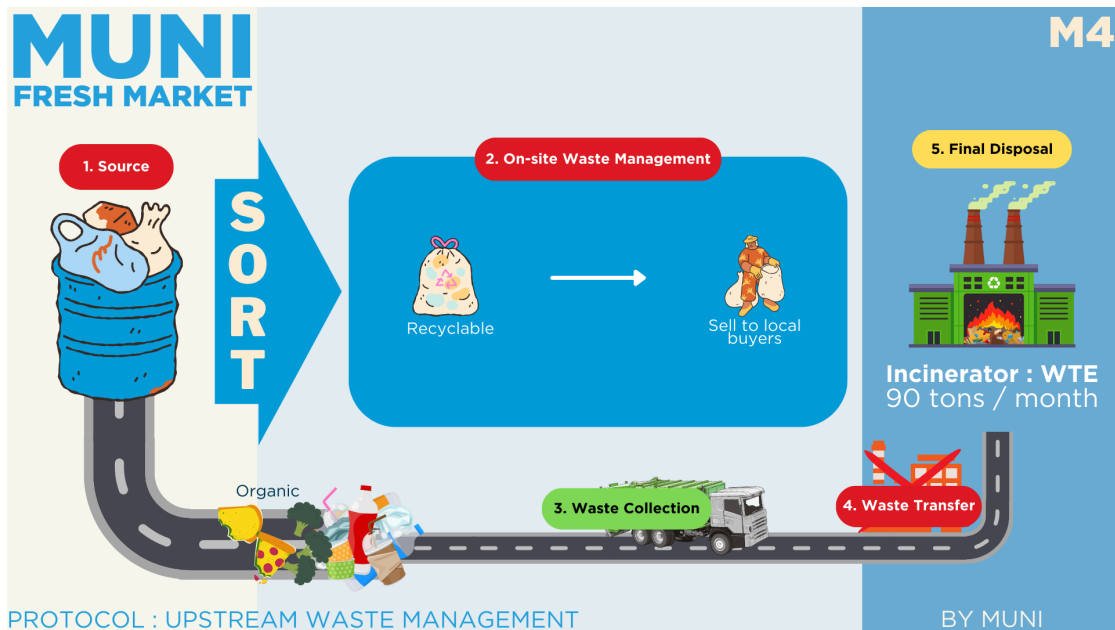 MUNI
FRESH MARKET
M4
1. Source
SORT
2. On-site Waste Management
Recyclable
Sell to local
buyers
5. Final Disposal
Incinerator : WTE
90 tons / month
Organic
3. Waste Collection
4. Waste Transfer
PROTOCOL : UPSTREAM WASTE MANAGEMENT
BY MUNI